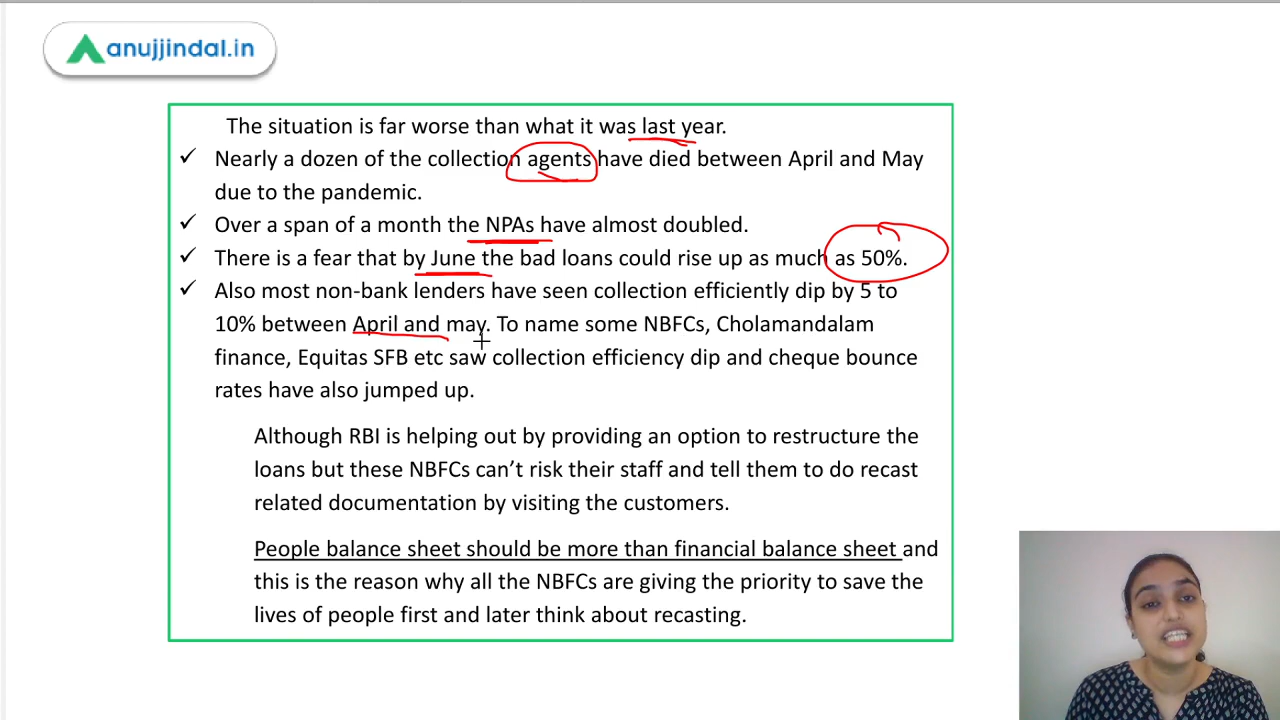 anujjindal.in
The situation is far worse than what it was last year.
✓ Nearly a dozen of the collection agents have died between April and May
due to the pandemic.
✓ Over a span of a month the NPAs have almost doubled.
✓ There is a fear that by June the bad loans could rise up as much as 50%.
✓ Also most non-bank lenders have seen collection efficiently dip by 5 to
10% between April and may. To name some NBFCs, Cholamandalam
finance, Equitas SFB etc saw collection efficiency dip and cheque bounce
rates have also jumped up.
Although RBI is helping out by providing an option to restructure the
loans but these NBFCs can’t risk their staff and tell them to do recast
related documentation by visiting the customers.
People balance sheet should be more than financial balance sheet and
this is the reason why all the NBFCs are giving the priority to save the
lives of people first and later think about recasting.